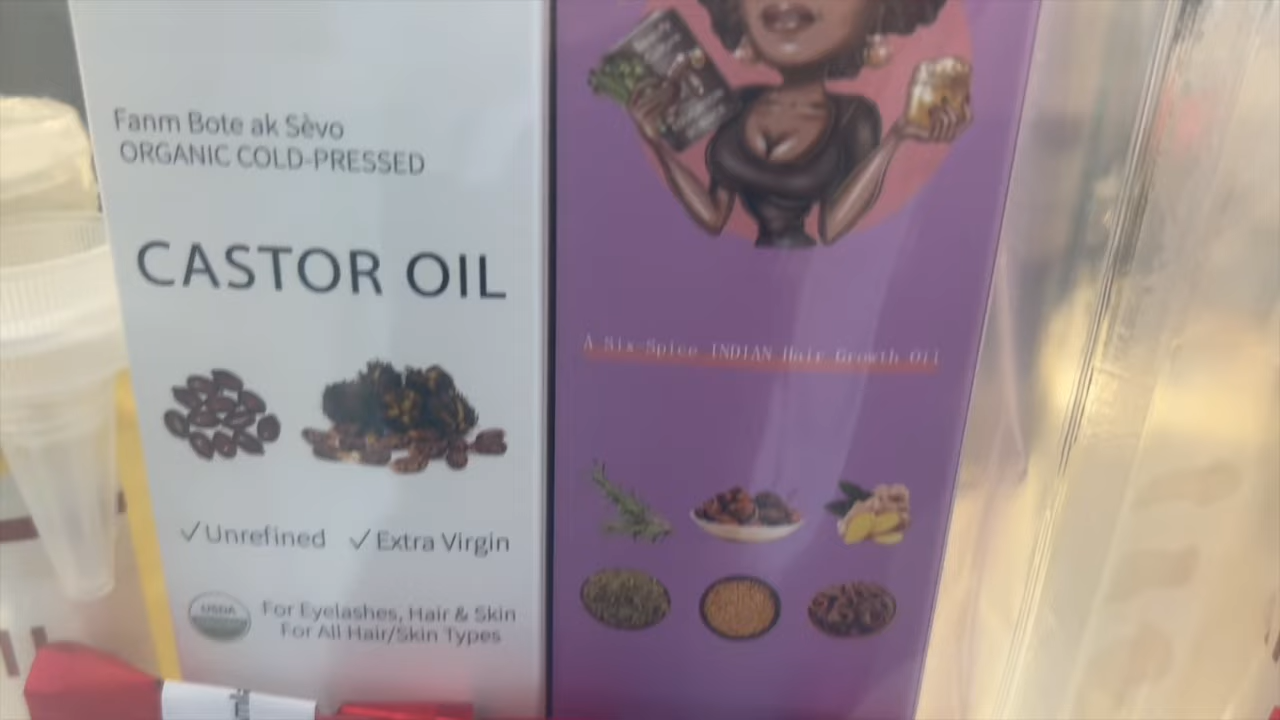 Fanm Bote ak Sèvo
ORGANIC COLD-PRESSED
CASTOR OIL
✓ Unrefined ✓ Extra Virgin
USDA
For Eyelashes, Hair & Skin
For All Hair/Skin Types
A Six-Spice INDIAN Hair Growth Oil